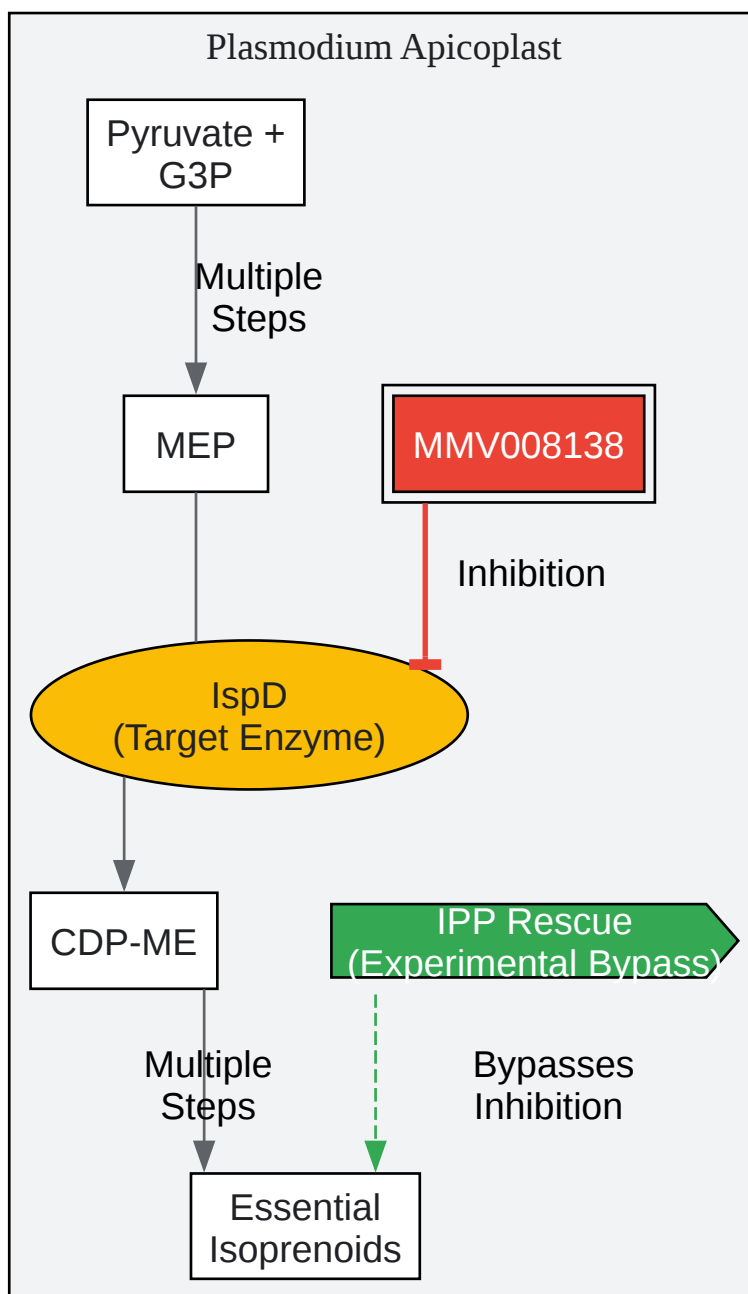 Plasmodium Apicoplast
Pyruvate +
G3P
Multiple
Steps
MEP
MMV008138
Inhibition
IspD
(Target Enzyme)
CDP-ME
IPP Rescue
(Experimental Bypass)
Multiple
Steps
Bypasses
Inhibition
Essential
Isoprenoids